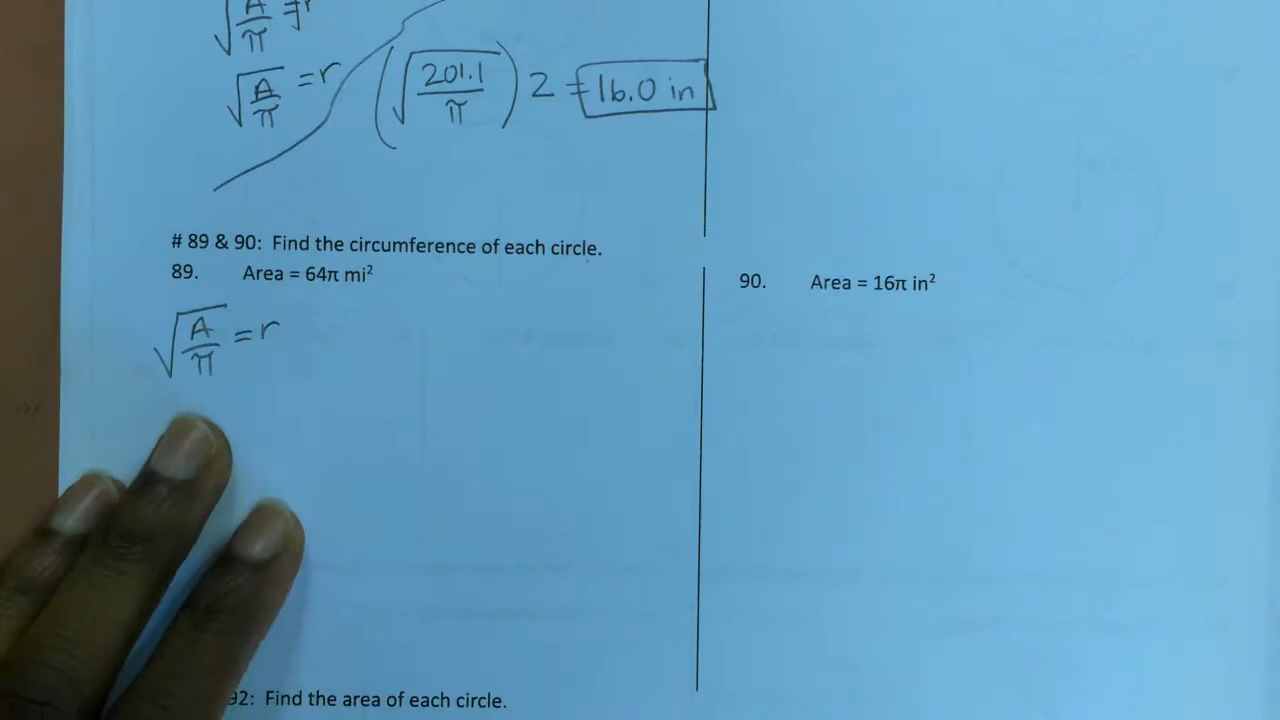 √(A/π) = r
√(A/π) = r (√(201.1/π)) 2 = 16.0 in
# 89 & 90: Find the circumference of each circle.
89. Area = 64π mi²
√(A/π) = r
90. Area = 16π in²
92: Find the area of each circle.